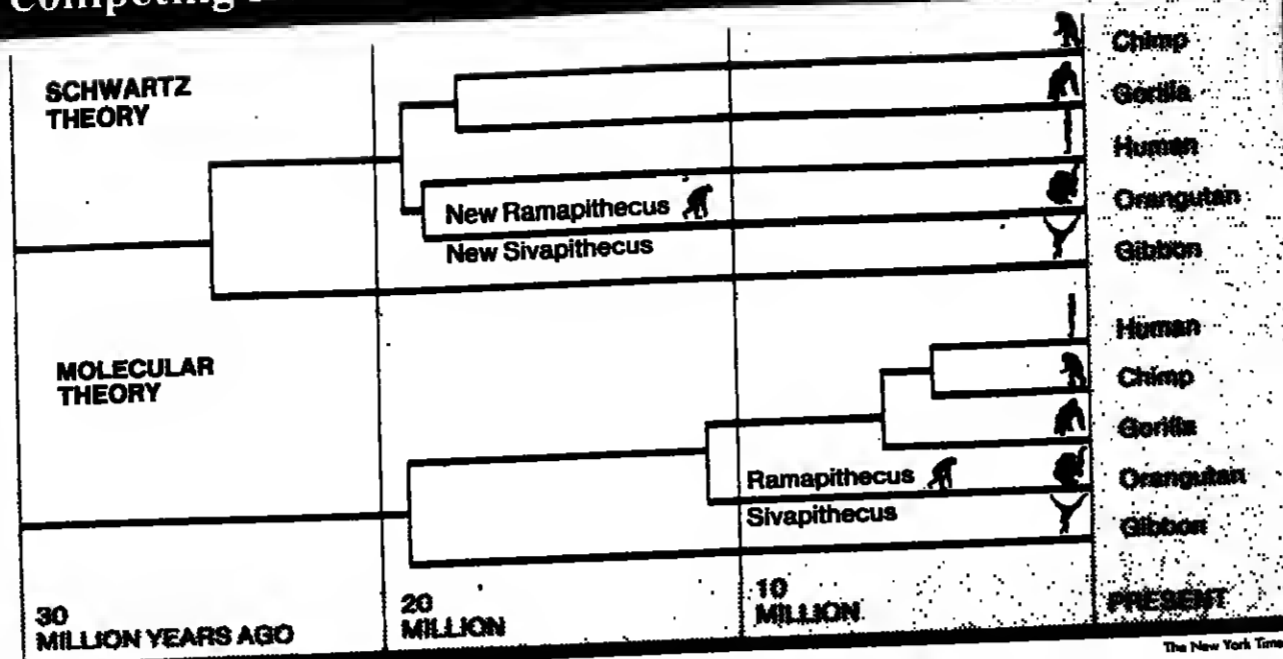 Competing
SCHWARTZ
THEORY
Chimp
Gorilla
Human
New Ramapithecus
Orangutan
New Sivapithecus
Gibbon
MOLECULAR
THEORY
Human
Chimp
Gorilla
Ramapithecus
Orangutan
Sivapithecus
Gibbon
30
MILLION YEARS AGO
20
MILLION
10
MILLION
PRESENT
The New York